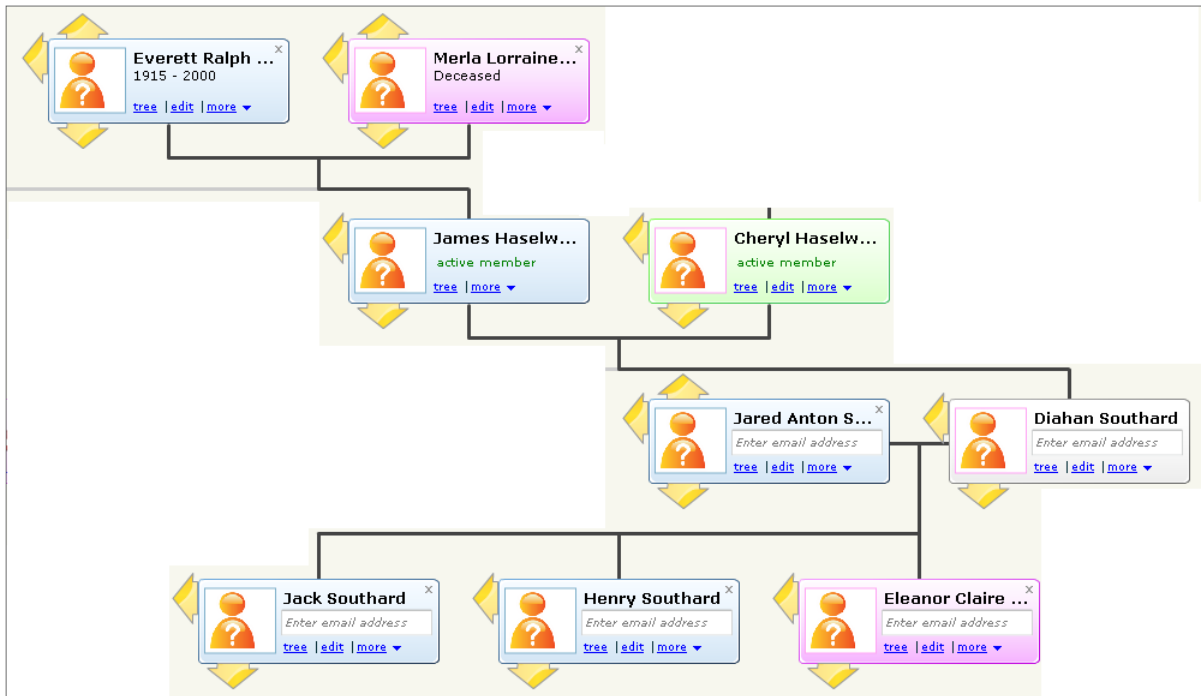 Everett Ralph ... x
1915 - 2000
tree | edit | more
Merla Lorraine... x
Deceased
tree | edit | more
James Haselw...
active member
tree | more
Cheryl Haselw...
active member
tree | edit | more
Jared Anton S... x
Enter email address
tree | edit | more
Diahan Southard
Enter email address
tree | edit | more
Jack Southard x
Enter email address
tree | edit | more
Henry Southard x
Enter email address
tree | edit | more
Eleanor Claire ... x
Enter email address
tree | edit | more